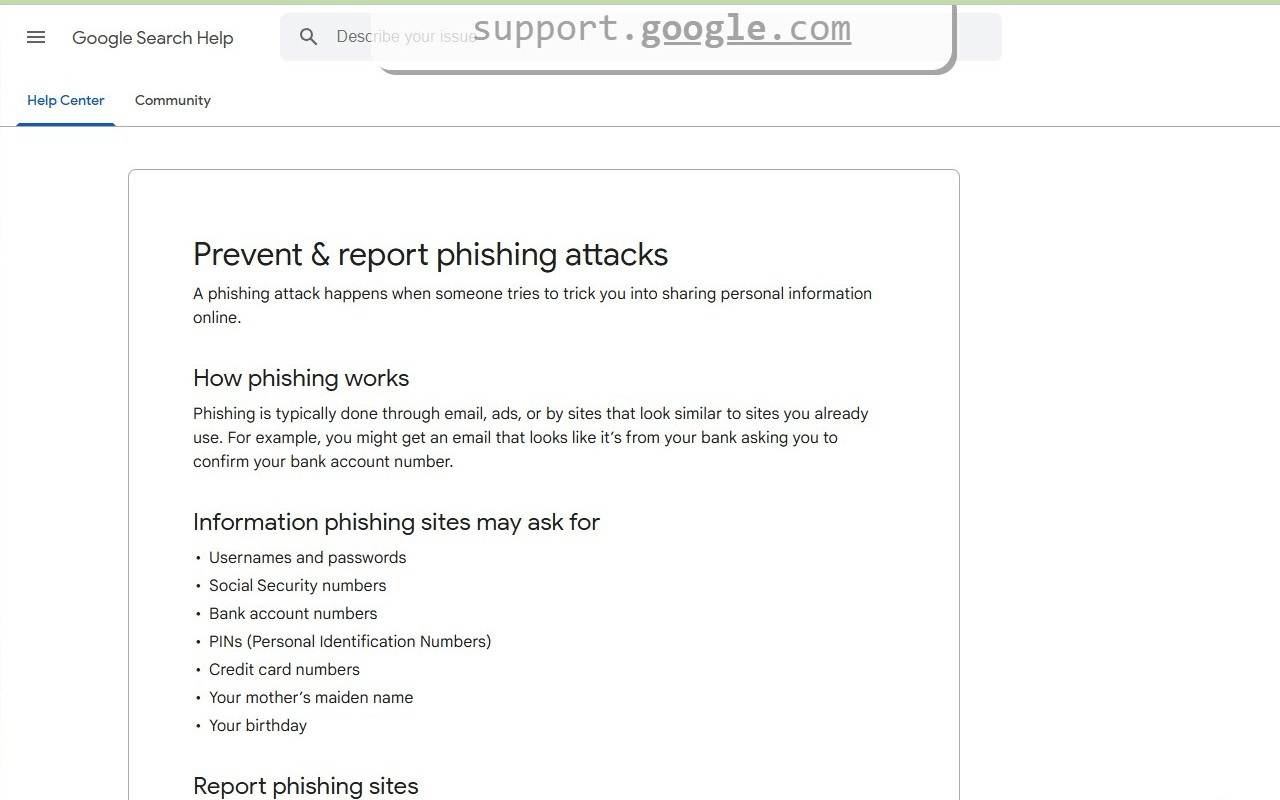 Google Search Help
Describe your issue
support.google.com
Help Center
Community
Prevent & report phishing attacks
A phishing attack happens when someone tries to trick you into sharing personal information
online.
How phishing works
Phishing is typically done through email, ads, or by sites that look similar to sites you already
use. For example, you might get an email that looks like it’s from your bank asking you to
confirm your bank account number.
Information phishing sites may ask for
• Usernames and passwords
• Social Security numbers
• Bank account numbers
• PINs (Personal Identification Numbers)
• Credit card numbers
• Your mother’s maiden name
• Your birthday
Report phishing sites